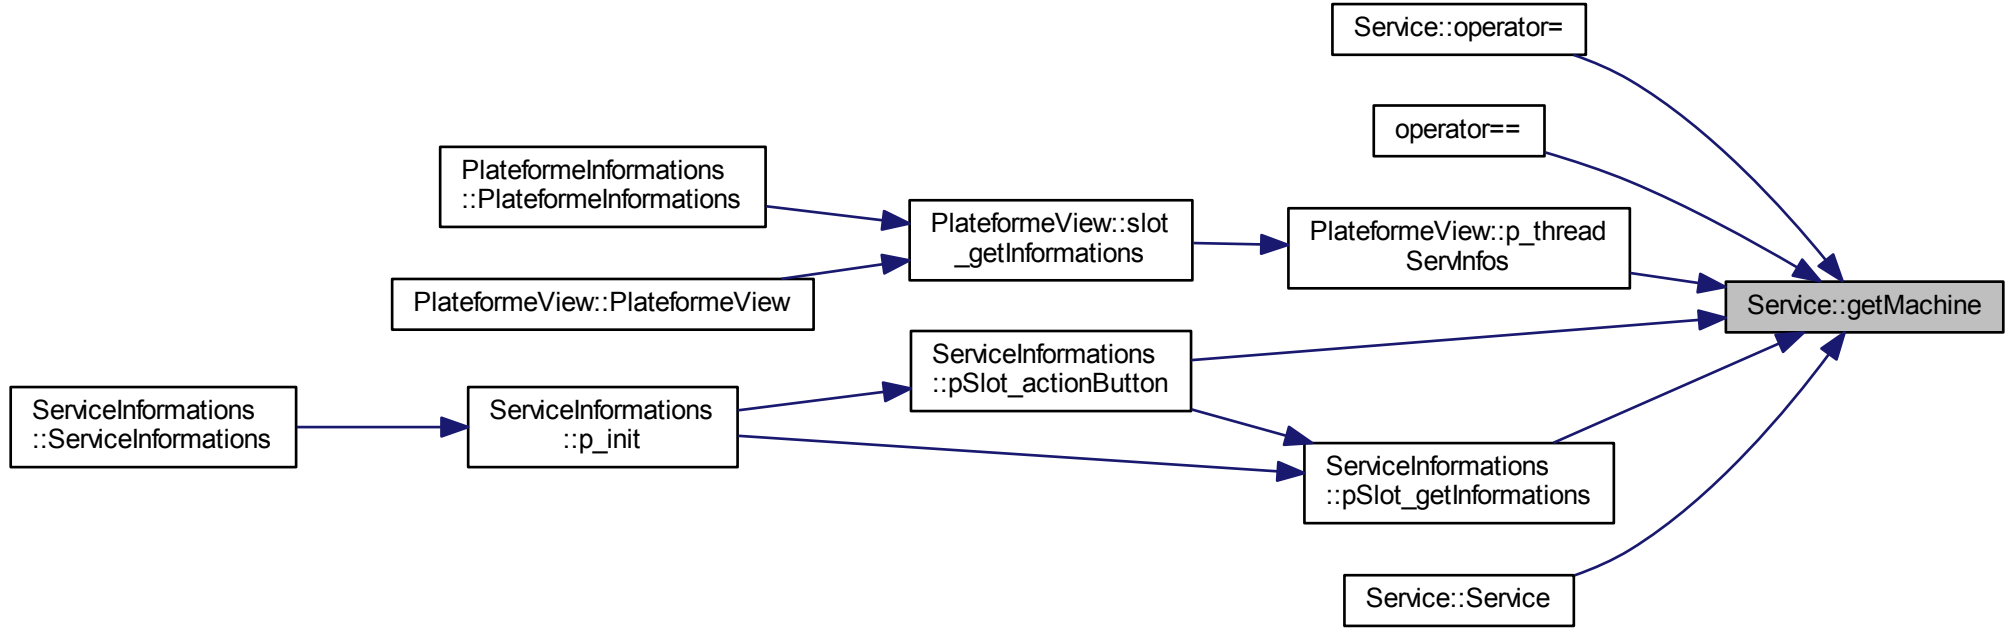 Service::operator=
operator==
PlateformeInformations
::PlateformeInformations
PlateformeView::slot
_getInformations
PlateformeView::p_thread
ServInfos
PlateformeView::PlateformeView
Service::getMachine
ServiceInformations
::pSlot_actionButton
ServiceInformations
::ServiceInformations
ServiceInformations
::p_init
ServiceInformations
::pSlot_getInformations
Service::Service